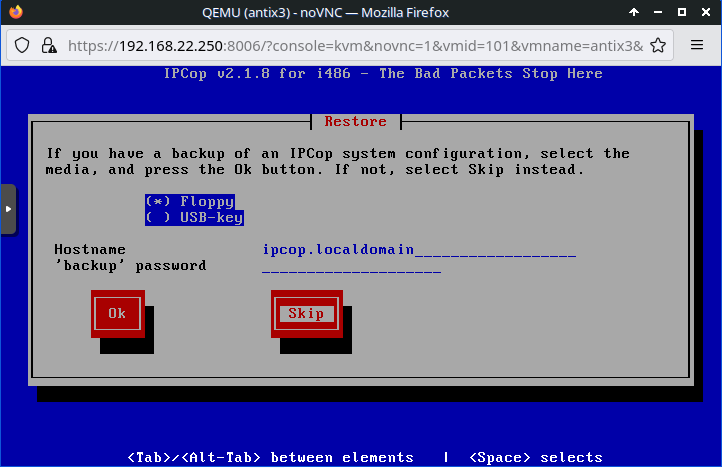 QEMU (antix3) - noVNC — Mozilla Firefox
https://192.168.22.250:8006/?console=kvm&novnc=1&vmid=101&vmname=antix3&
IPCop v2.1.8 for i486 - The Bad Packets Stop Here
Restore
If you have a backup of an IPCop system configuration, select the
media, and press the Ok button. If not, select Skip instead.
(*) Floppy
( ) USB-key
Hostname ipcop.localdomain__________________
'backup' password ____________________
Ok Skip
<Tab>/<Alt-Tab> between elements | <Space> selects